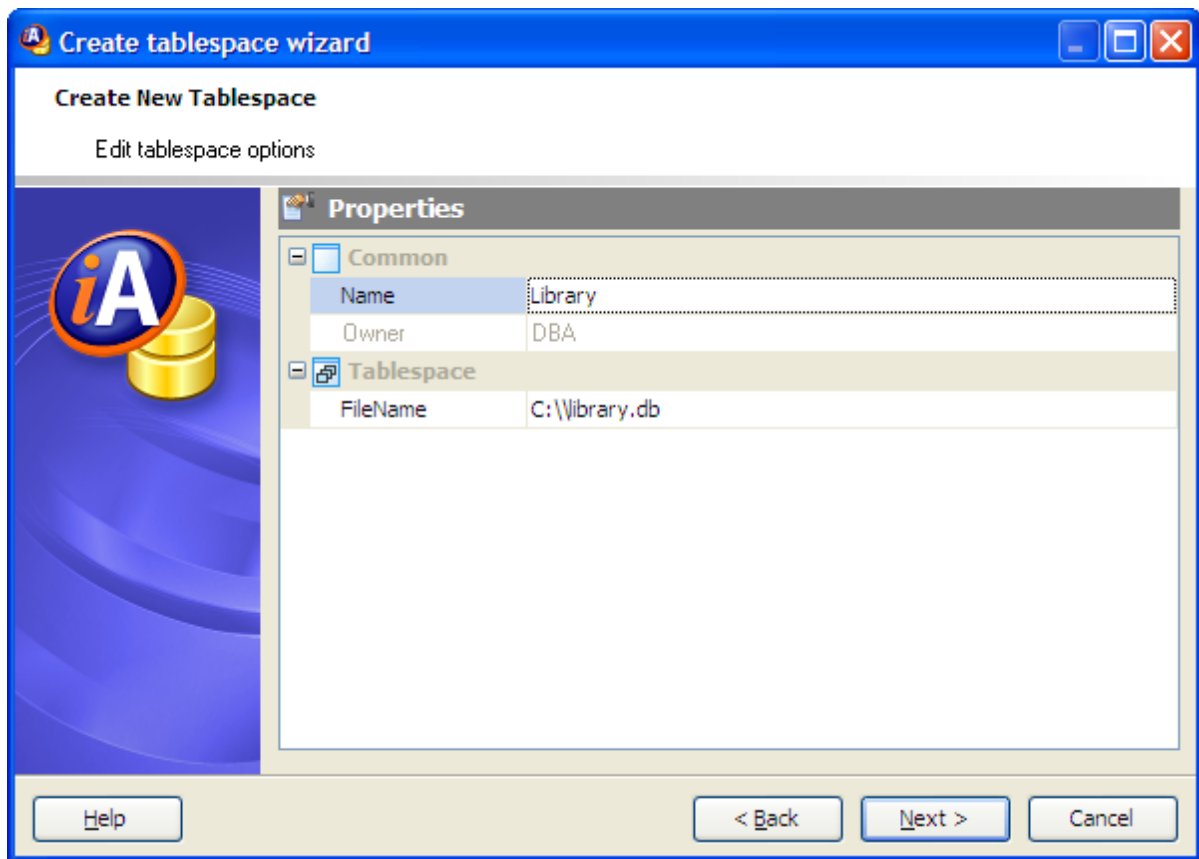 Create tablespace wizard
Create New Tablespace
Edit tablespace options
iA
Properties
Common
Name Library
Owner DBA
Tablespace
FileName C:\\library.db
Help < Back Next > Cancel